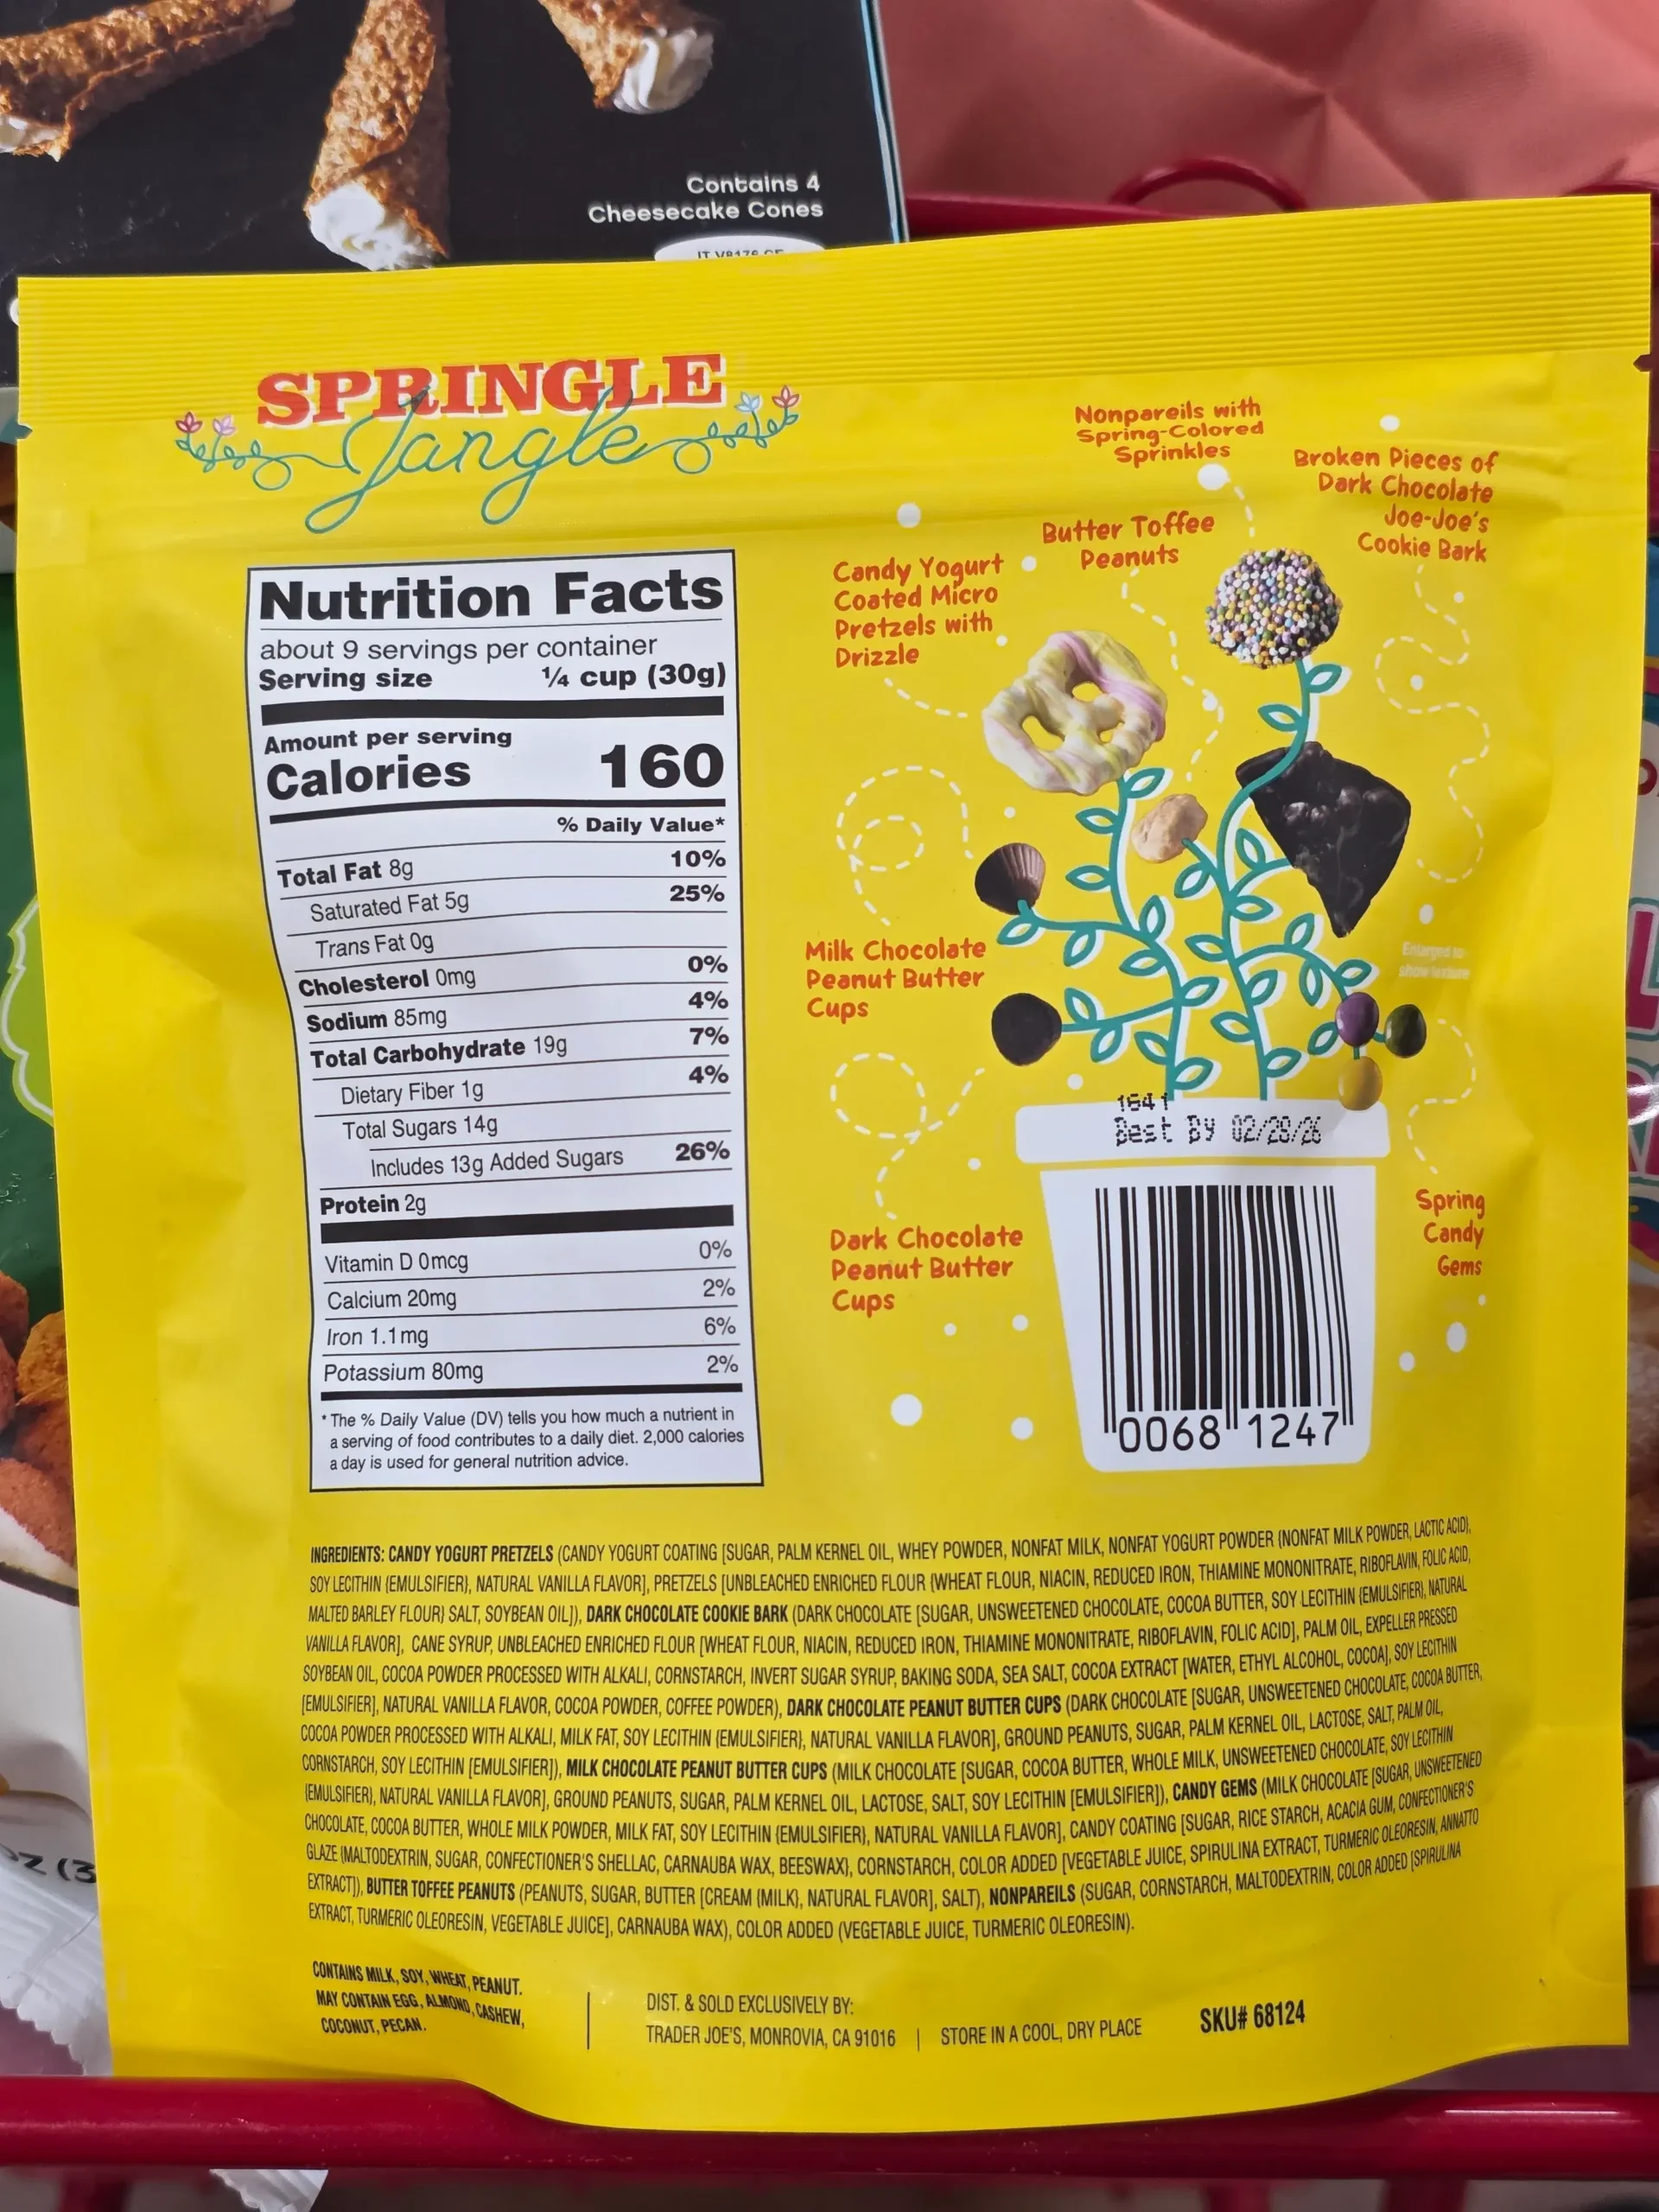 Contains 4
Cheesecake Cones
SPRINGLE
Jangle
Nutrition Facts
about 9 servings per container
Serving size ¼ cup (30g)
Amount per serving
Calories 160
% Daily Value*
Total Fat 8g 10%
Saturated Fat 5g 25%
Trans Fat 0g
Cholesterol 0mg 0%
Sodium 85mg 4%
Total Carbohydrate 19g 7%
Dietary Fiber 1g 4%
Total Sugars 14g
Includes 13g Added Sugars 26%
Protein 2g
Vitamin D 0mcg 0%
Calcium 20mg 2%
Iron 1.1mg 6%
Potassium 80mg 2%
* The % Daily Value (DV) tells you how much a nutrient in
a serving of food contributes to a daily diet. 2,000 calories
a day is used for general nutrition advice.
Nonpareils with
Spring-Colored
Sprinkles
Broken Pieces of
Dark Chocolate
Joe-Joe's
Cookie Bark
Butter Toffee
Peanuts
Candy Yogurt
Coated Micro
Pretzels with
Drizzle
Enlarged to
show texture
Milk Chocolate
Peanut Butter
Cups
Dark Chocolate
Peanut Butter
Cups
Spring
Candy
Gems
1641
Best By 02/28/26
0068 1247
INGREDIENTS: CANDY YOGURT PRETZELS (CANDY YOGURT COATING [SUGAR, PALM KERNEL OIL, WHEY POWDER, NONFAT MILK, NONFAT YOGURT POWDER {NONFAT MILK POWDER, LACTIC ACID},
SOY LECITHIN {EMULSIFIER}, NATURAL VANILLA FLAVOR], PRETZELS [UNBLEACHED ENRICHED FLOUR {WHEAT FLOUR, NIACIN, REDUCED IRON, THIAMINE MONONITRATE, RIBOFLAVIN, FOLIC ACID,
MALTED BARLEY FLOUR} SALT, SOYBEAN OIL]), DARK CHOCOLATE COOKIE BARK (DARK CHOCOLATE [SUGAR, UNSWEETENED CHOCOLATE, COCOA BUTTER, SOY LECITHIN {EMULSIFIER}, NATURAL
VANILLA FLAVOR], CANE SYRUP, UNBLEACHED ENRICHED FLOUR [WHEAT FLOUR, NIACIN, REDUCED IRON, THIAMINE MONONITRATE, RIBOFLAVIN, FOLIC ACID], PALM OIL, EXPELLER PRESSED
SOYBEAN OIL, COCOA POWDER PROCESSED WITH ALKALI, CORNSTARCH, INVERT SUGAR SYRUP, BAKING SODA, SEA SALT, COCOA EXTRACT [WATER, ETHYL ALCOHOL, COCOA], SOY LECITHIN
[EMULSIFIER], NATURAL VANILLA FLAVOR, COCOA POWDER, COFFEE POWDER), DARK CHOCOLATE PEANUT BUTTER CUPS (DARK CHOCOLATE [SUGAR, UNSWEETENED CHOCOLATE, COCOA BUTTER,
COCOA POWDER PROCESSED WITH ALKALI, MILK FAT, SOY LECITHIN {EMULSIFIER}, NATURAL VANILLA FLAVOR], GROUND PEANUTS, SUGAR, PALM KERNEL OIL, LACTOSE, SALT, PALM OIL,
CORNSTARCH, SOY LECITHIN [EMULSIFIER]), MILK CHOCOLATE PEANUT BUTTER CUPS (MILK CHOCOLATE [SUGAR, COCOA BUTTER, WHOLE MILK, UNSWEETENED CHOCOLATE, SOY LECITHIN
{EMULSIFIER}, NATURAL VANILLA FLAVOR], GROUND PEANUTS, SUGAR, PALM KERNEL OIL, LACTOSE, SALT, SOY LECITHIN [EMULSIFIER]), CANDY GEMS (MILK CHOCOLATE [SUGAR, UNSWEETENED
CHOCOLATE, COCOA BUTTER, WHOLE MILK POWDER, MILK FAT, SOY LECITHIN {EMULSIFIER}, NATURAL VANILLA FLAVOR], CANDY COATING [SUGAR, RICE STARCH, ACACIA GUM, CONFECTIONER'S
GLAZE {MALTODEXTRIN, SUGAR, CONFECTIONER'S SHELLAC, CARNAUBA WAX, BEESWAX}, CORNSTARCH, COLOR ADDED [VEGETABLE JUICE, SPIRULINA EXTRACT, TURMERIC OLEORESIN, ANNATTO
EXTRACT]), BUTTER TOFFEE PEANUTS (PEANUTS, SUGAR, BUTTER [CREAM {MILK}, NATURAL FLAVOR], SALT), NONPAREILS (SUGAR, CORNSTARCH, MALTODEXTRIN, COLOR ADDED [SPIRULINA
EXTRACT, TURMERIC OLEORESIN, VEGETABLE JUICE], CARNAUBA WAX), COLOR ADDED (VEGETABLE JUICE, TURMERIC OLEORESIN).
CONTAINS MILK, SOY, WHEAT, PEANUT.
MAY CONTAIN EGG, ALMOND, CASHEW,
COCONUT, PECAN.
DIST. & SOLD EXCLUSIVELY BY:
TRADER JOE'S, MONROVIA, CA 91016 | STORE IN A COOL, DRY PLACE
SKU# 68124